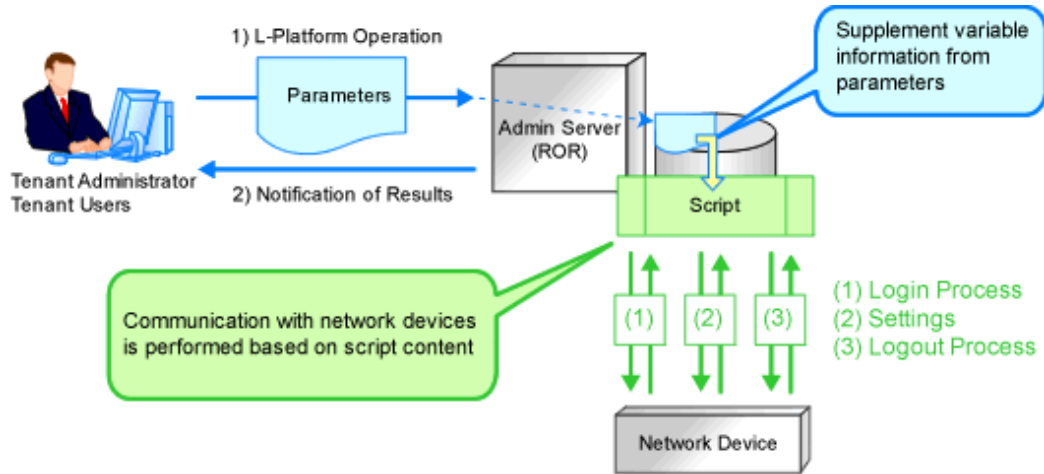 1) L-Platform Operation
Parameters
Supplement variable
information from
parameters
Admin Server
(ROR)
Tenant Administrator
Tenant Users
2) Notification of Results
Script
Communication with network devices
is performed based on script content
(1)
(2)
(3)
(1) Login Process
(2) Settings
(3) Logout Process
Network Device